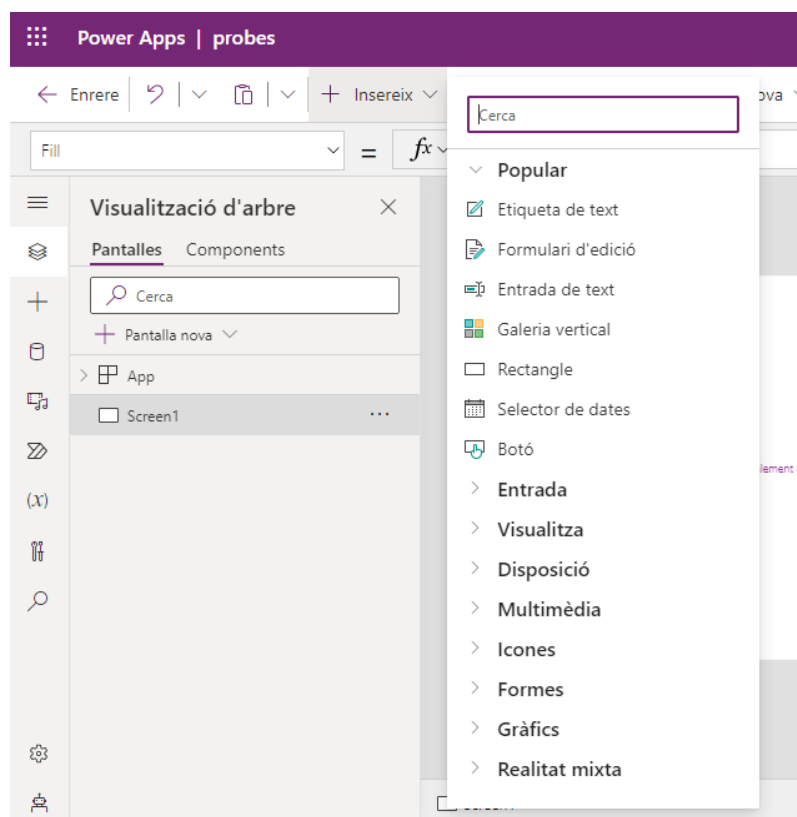 Power Apps | probes
Enrere
Insereix
Fill
=
fx
Visualització d'arbre
Pantalles Components
Cerca
Pantalla nova
App
Screen1
(x)
Cerca
Popular
Etiqueta de text
Formulari d'edició
Entrada de text
Galeria vertical
Rectangle
Selector de dates
Botó
Entrada
Visualitza
Disposició
Multimèdia
Icones
Formes
Gràfics
Realitat mixta